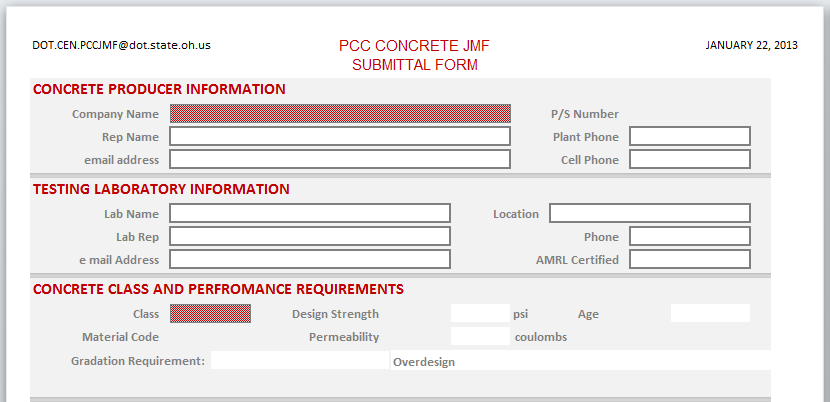 DOT.CEN.PCCJMF@dot.state.oh.us PCC CONCRETE JMF JANUARY 22, 2013
SUBMITTAL FORM
CONCRETE PRODUCER INFORMATION
Company Name P/S Number
Rep Name Plant Phone
email address Cell Phone
TESTING LABORATORY INFORMATION
Lab Name Location
Lab Rep Phone
e mail Address AMRL Certified
CONCRETE CLASS AND PERFROMANCE REQUIREMENTS
Class Design Strength psi Age
Material Code Permeability coulombs
Gradation Requirement: Overdesign